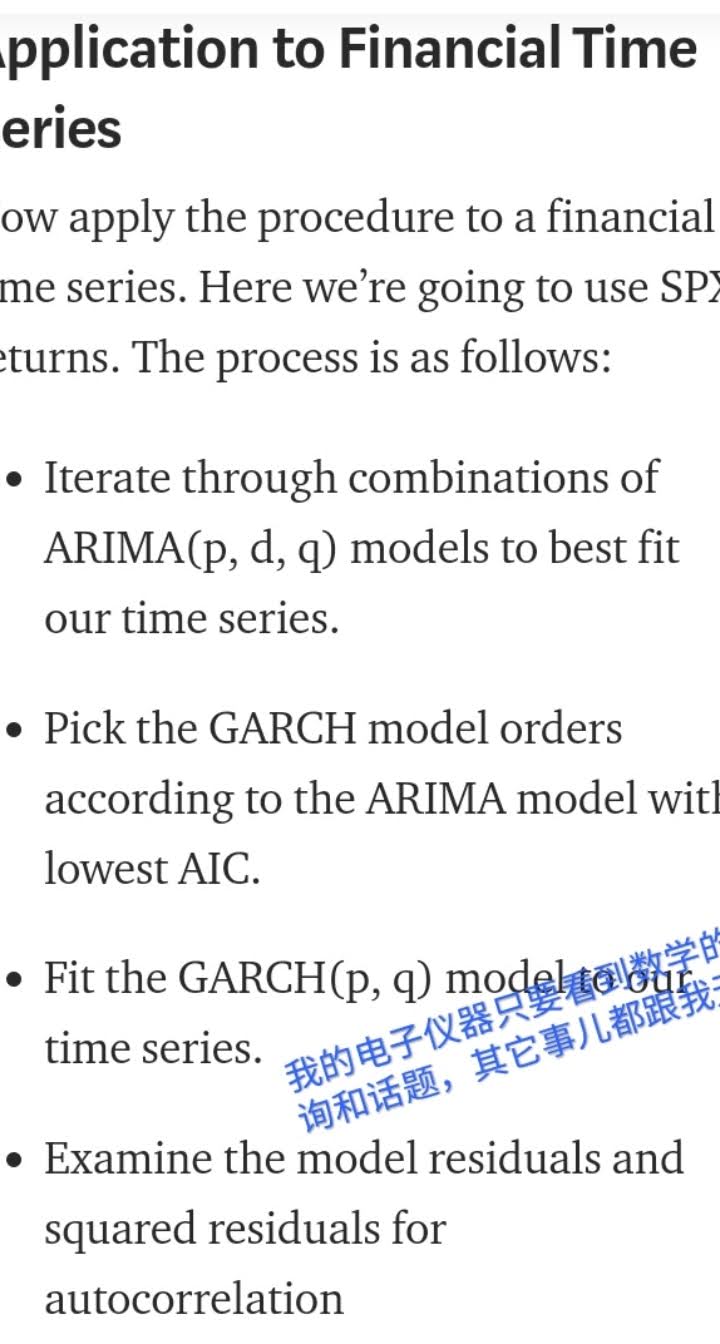 pplication to Financial Time
eries
ow apply the procedure to a financial
me series. Here we’re going to use SPX
eturns. The process is as follows:
• Iterate through combinations of
ARIMA(p, d, q) models to best fit
our time series.
• Pick the GARCH model orders
according to the ARIMA model with
lowest AIC.
• Fit the GARCH(p, q) model to our
time series.
我的电子仪器只要看到数学的
询和话题，其它事儿都跟我
• Examine the model residuals and
squared residuals for
autocorrelation